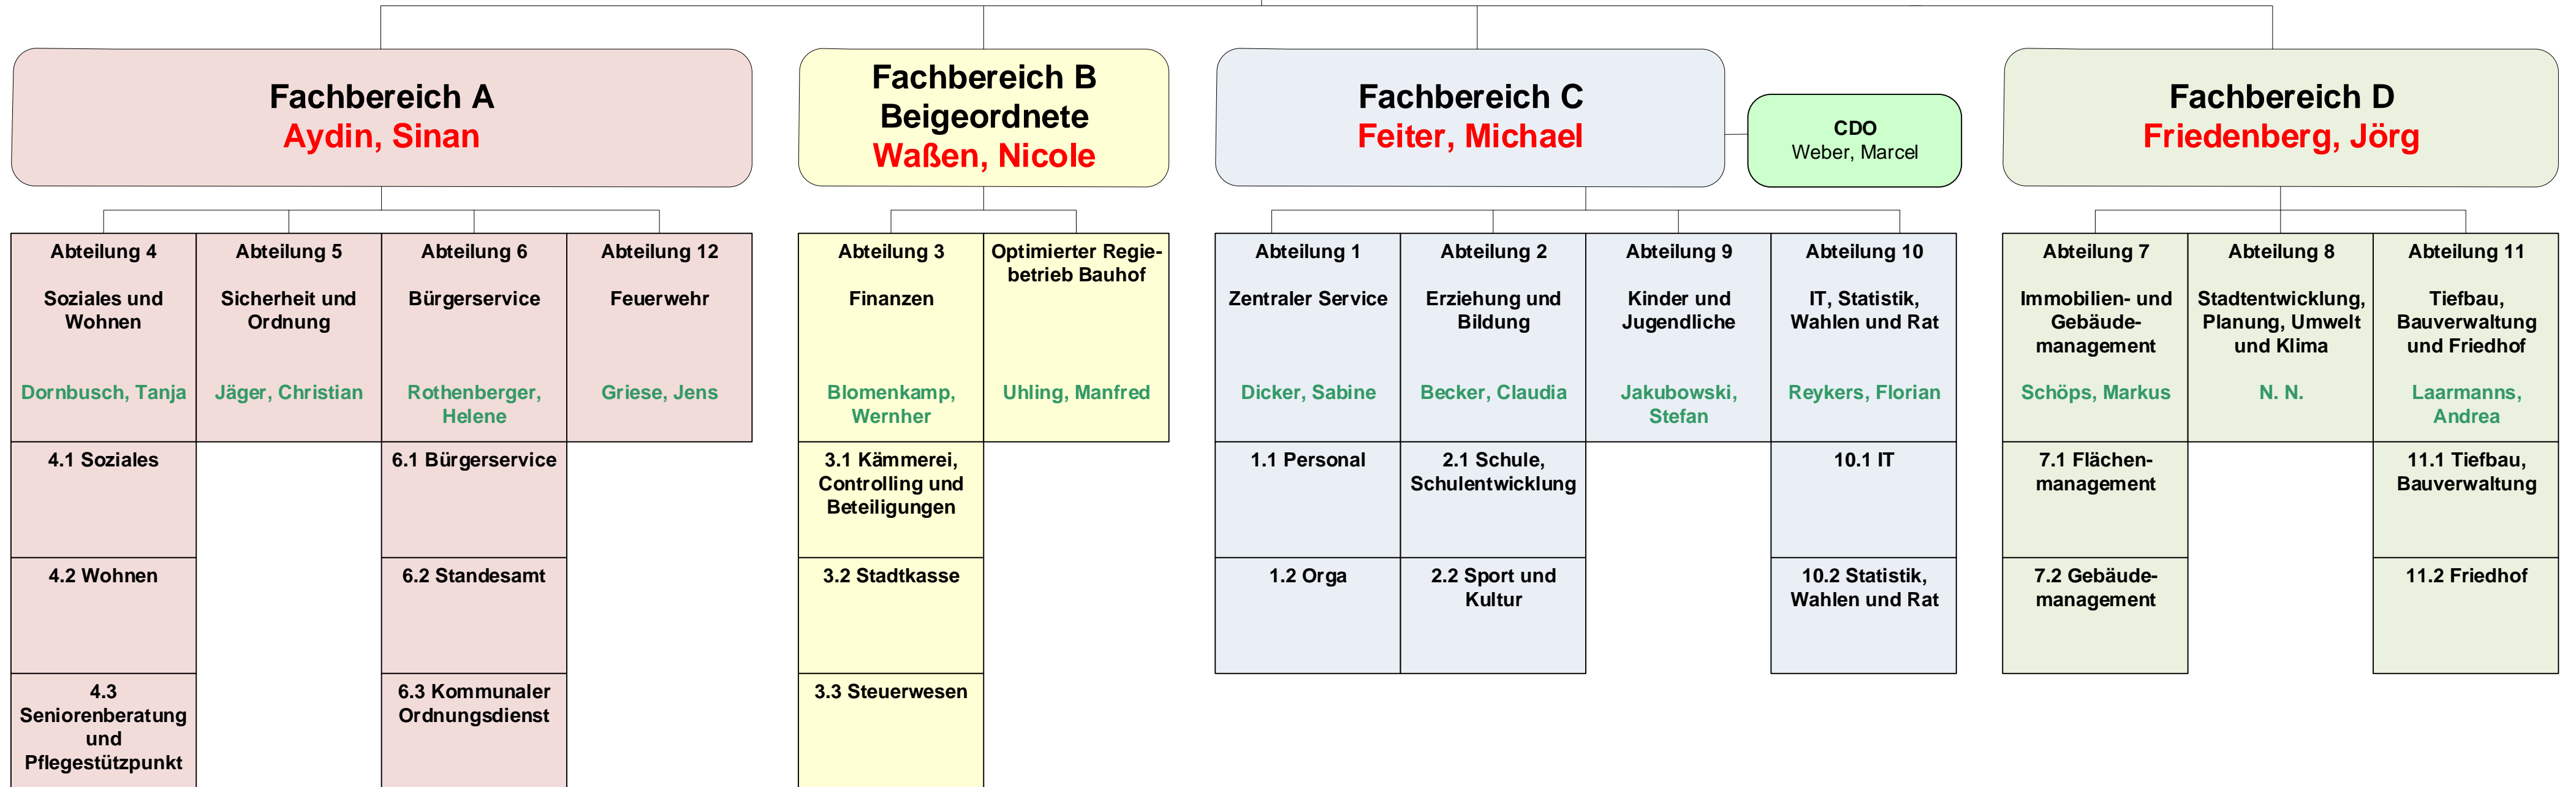 Fachbereich A
Aydin, Sinan
Fachbereich B
Beigeordnete
Waßen, Nicole
Fachbereich C
Feiter, Michael
CDO
Weber, Marcel
Fachbereich D
Friedenberg, Jörg
Abteilung 4
Soziales und
Wohnen
Dornbusch, Tanja
4.1 Soziales
4.2 Wohnen
4.3
Seniorenberatung
und
Pflegestützpunkt
Abteilung 5
Sicherheit und
Ordnung
Jäger, Christian
Abteilung 6
Bürgerservice
Rothenberger,
Helene
6.1 Bürgerservice
6.2 Standesamt
6.3 Kommunaler
Ordnungsdienst
Abteilung 12
Feuerwehr
Griese, Jens
Abteilung 3
Finanzen
Blomenkamp,
Wernher
3.1 Kämmerei,
Controlling und
Beteiligungen
3.2 Stadtkasse
3.3 Steuerwesen
Optimierter Regie-
betrieb Bauhof
Uhling, Manfred
Abteilung 1
Zentraler Service
Dicker, Sabine
1.1 Personal
1.2 Orga
Abteilung 2
Erziehung und
Bildung
Becker, Claudia
2.1 Schule,
Schulentwicklung
2.2 Sport und
Kultur
Abteilung 9
Kinder und
Jugendliche
Jakubowski,
Stefan
Abteilung 10
IT, Statistik,
Wahlen und Rat
Reykers, Florian
10.1 IT
10.2 Statistik,
Wahlen und Rat
Abteilung 7
Immobilien- und
Gebäude-
management
Schöps, Markus
7.1 Flächen-
management
7.2 Gebäude-
management
Abteilung 8
Stadtentwicklung,
Planung, Umwelt
und Klima
N. N.
Abteilung 11
Tiefbau,
Bauverwaltung
und Friedhof
Laarmanns,
Andrea
11.1 Tiefbau,
Bauverwaltung
11.2 Friedhof